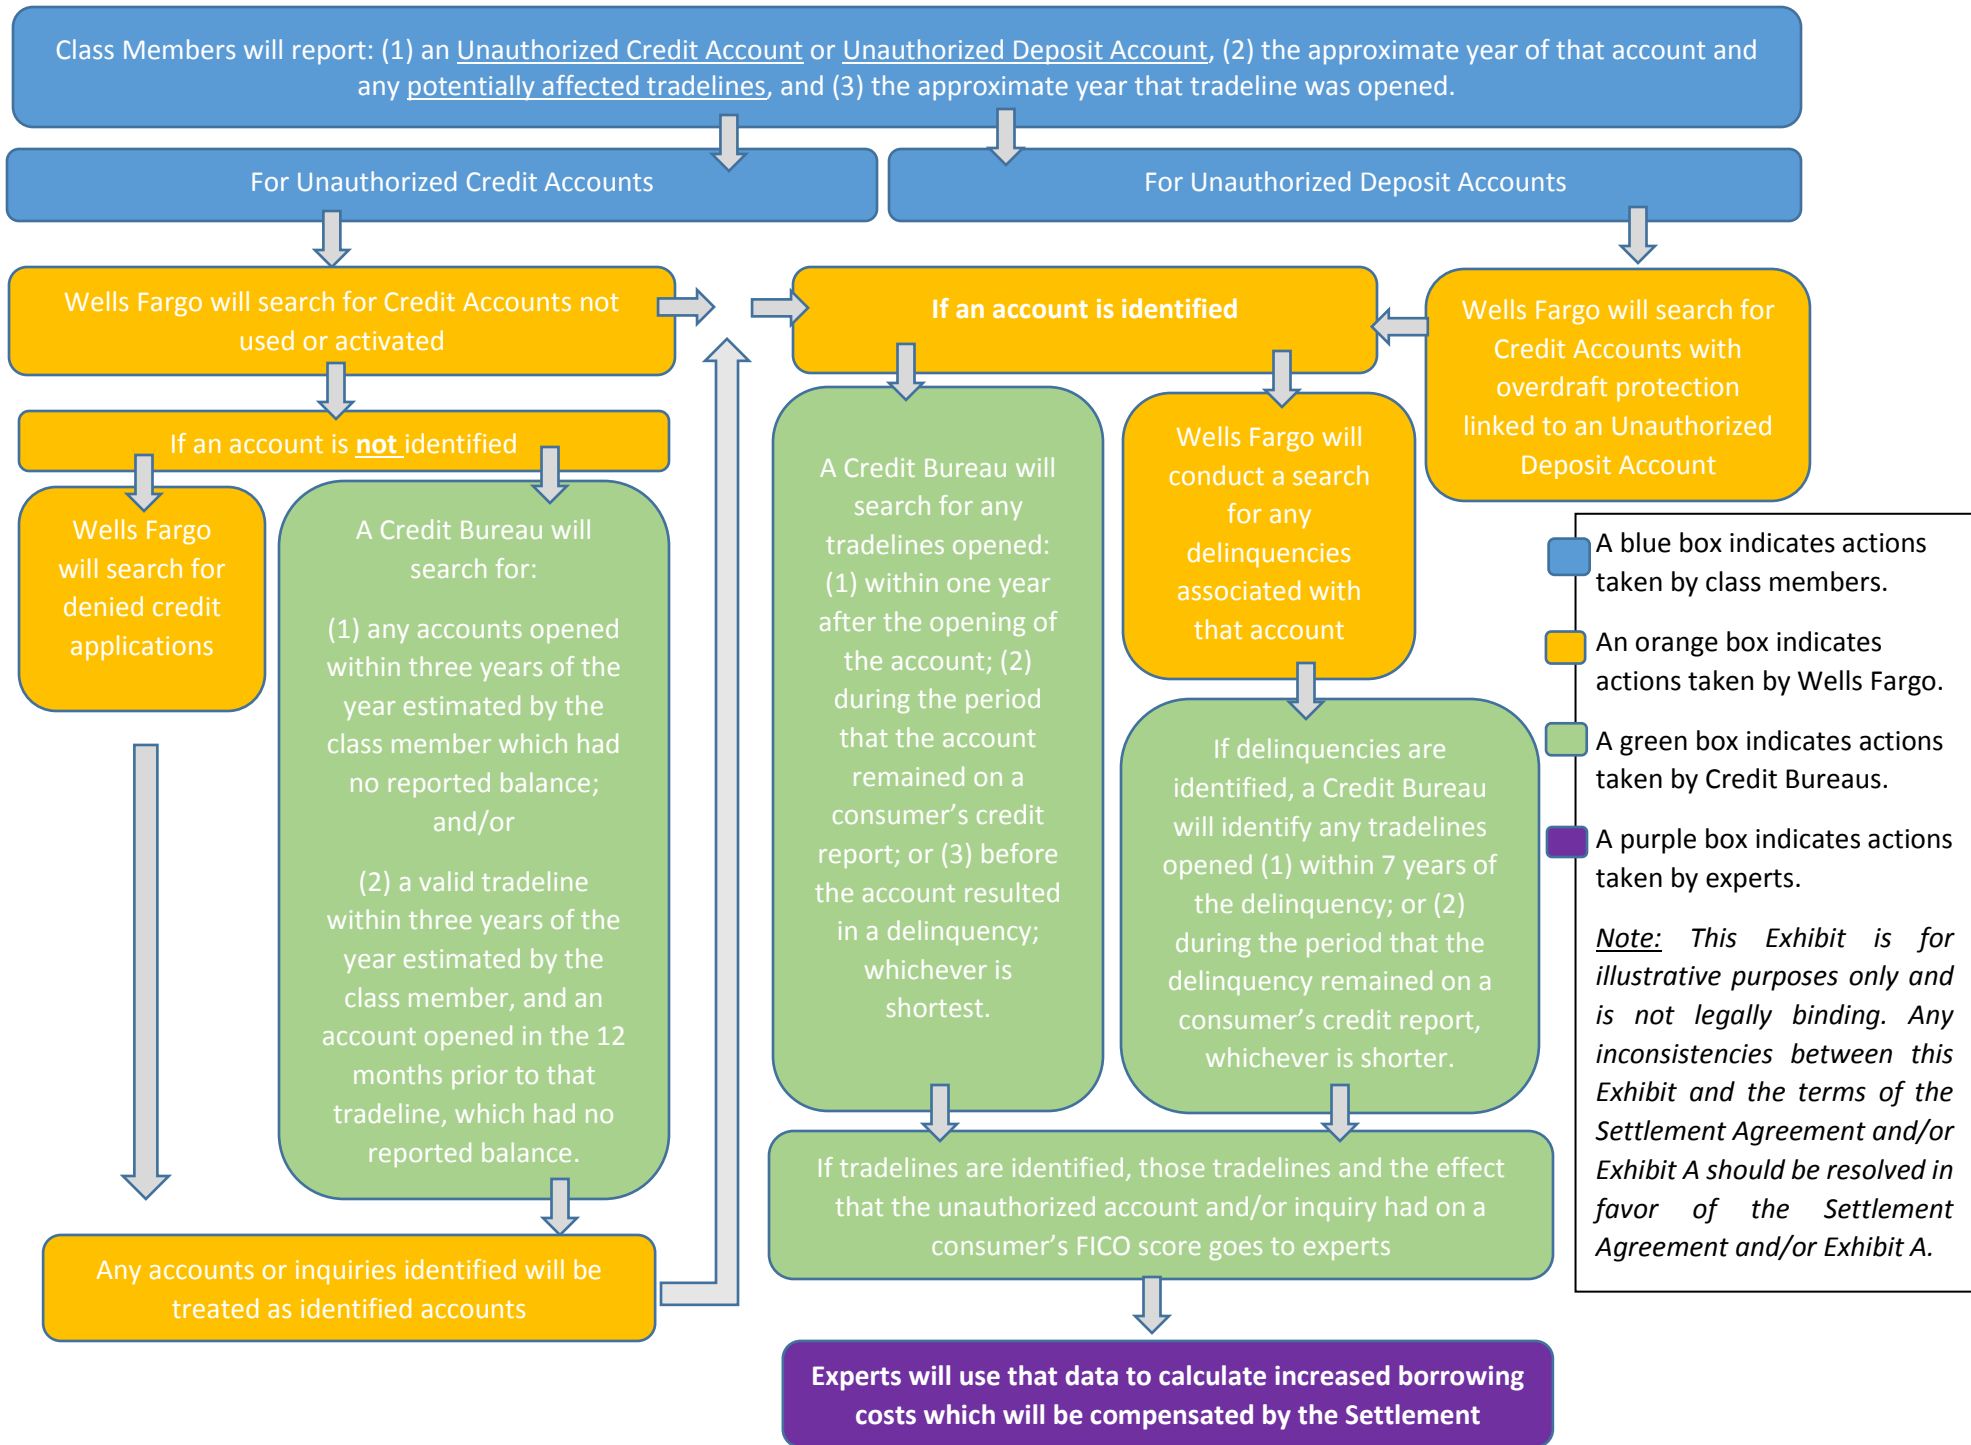 Class Members will report: (1) an Unauthorized Credit Account or Unauthorized Deposit Account, (2) the approximate year of that account and
any potentially affected tradelines, and (3) the approximate year that tradeline was opened.
For Unauthorized Credit Accounts
For Unauthorized Deposit Accounts
Wells Fargo will search for Credit Accounts not
used or activated
If an account is identified
Wells Fargo will search for
Credit Accounts with
overdraft protection
linked to an Unauthorized
Deposit Account
If an account is not identified
Wells Fargo
will search for
denied credit
applications
A Credit Bureau will
search for:
(1) any accounts opened
within three years of the
year estimated by the
class member which had
no reported balance;
and/or
(2) a valid tradeline
within three years of the
year estimated by the
class member, and an
account opened in the 12
months prior to that
tradeline, which had no
reported balance.
A Credit Bureau will
search for any
tradelines opened:
(1) within one year
after the opening of
the account; (2)
during the period
that the account
remained on a
consumer’s credit
report; or (3) before
the account resulted
in a delinquency;
whichever is
shortest.
Wells Fargo will
conduct a search
for any
delinquencies
associated with
that account
If delinquencies are
identified, a Credit Bureau
will identify any tradelines
opened (1) within 7 years of
the delinquency; or (2)
during the period that the
delinquency remained on a
consumer’s credit report,
whichever is shorter.
Any accounts or inquiries identified will be
treated as identified accounts
If tradelines are identified, those tradelines and the effect
that the unauthorized account and/or inquiry had on a
consumer’s FICO score goes to experts
Experts will use that data to calculate increased borrowing
costs which will be compensated by the Settlement
A blue box indicates actions
taken by class members.
An orange box indicates
actions taken by Wells Fargo.
A green box indicates actions
taken by Credit Bureaus.
A purple box indicates actions
taken by experts.
Note: This Exhibit is for
illustrative purposes only and
is not legally binding. Any
inconsistencies between this
Exhibit and the terms of the
Settlement Agreement and/or
Exhibit A should be resolved in
favor of the Settlement
Agreement and/or Exhibit A.